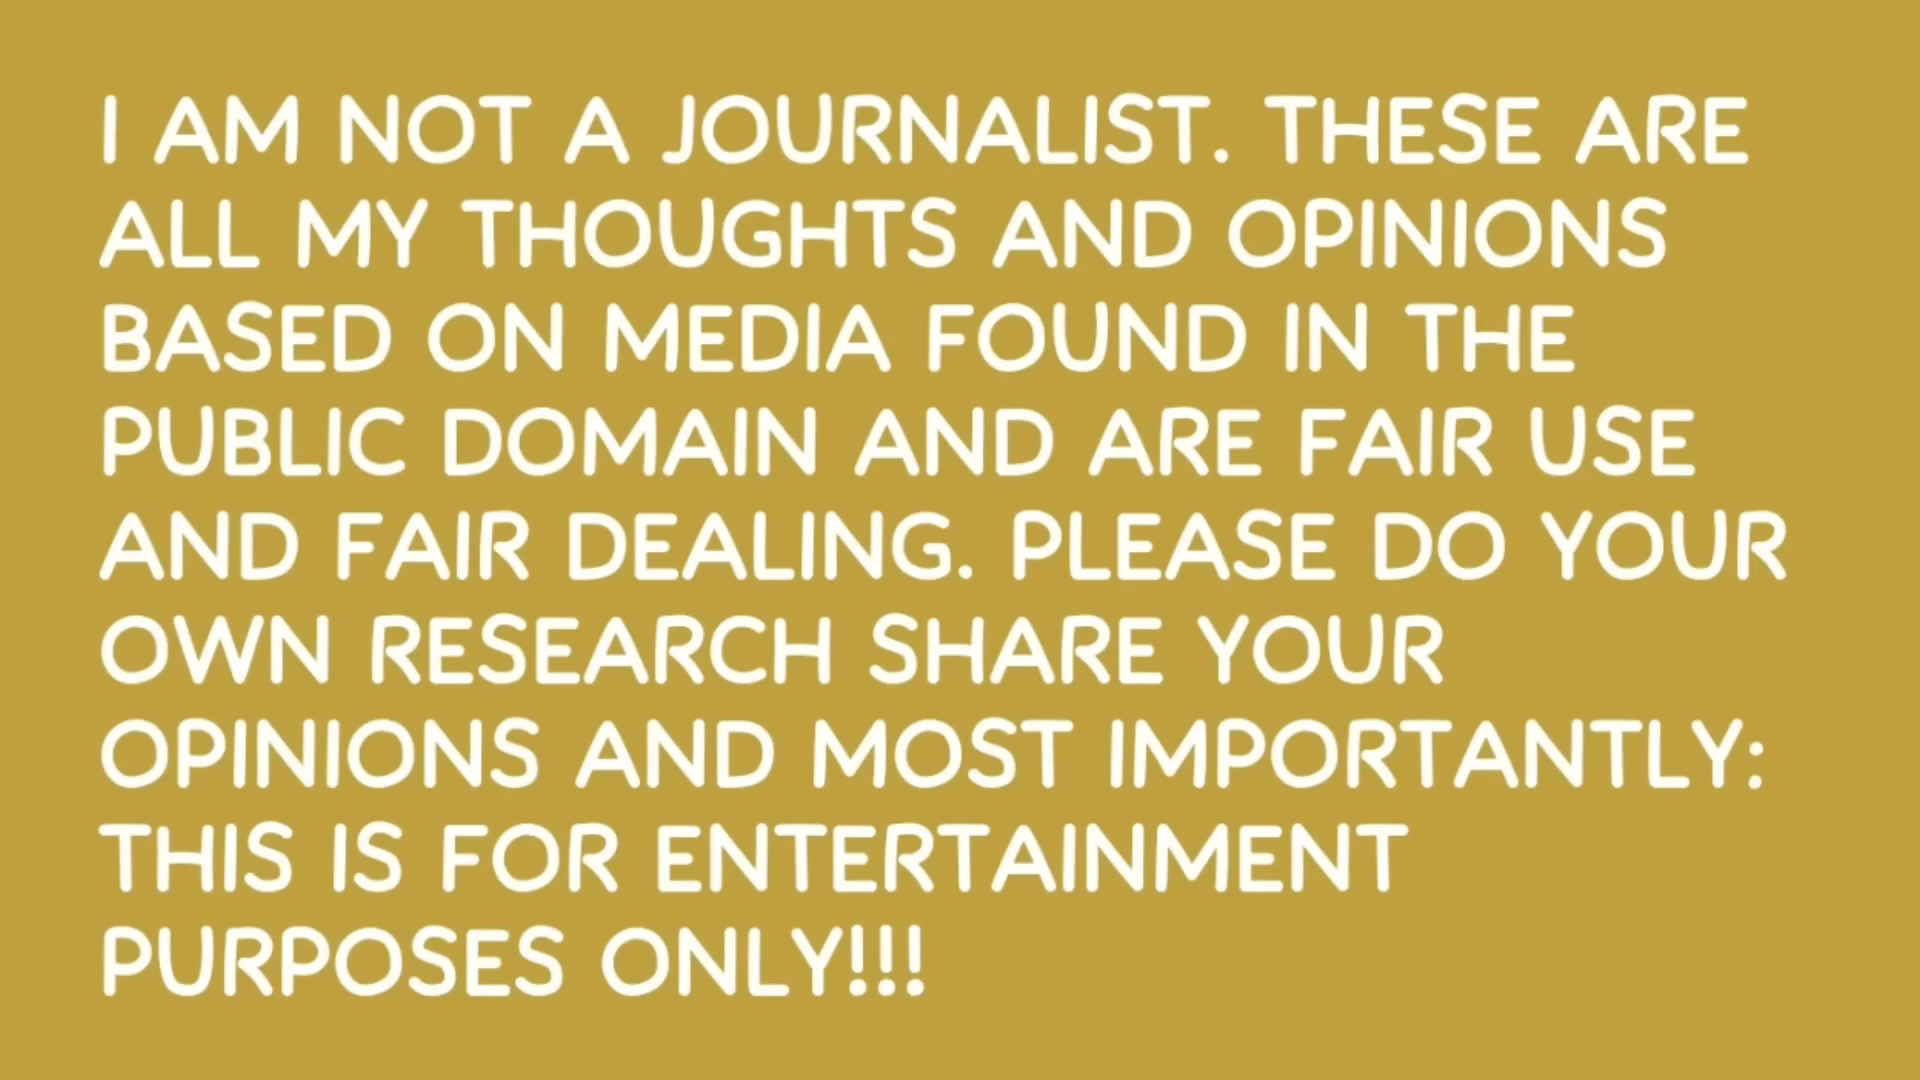 I AM NOT A JOURNALIST. THESE ARE
ALL MY THOUGHTS AND OPINIONS
BASED ON MEDIA FOUND IN THE
PUBLIC DOMAIN AND ARE FAIR USE
AND FAIR DEALING. PLEASE DO YOUR
OWN RESEARCH SHARE YOUR
OPINIONS AND MOST IMPORTANTLY:
THIS IS FOR ENTERTAINMENT
PURPOSES ONLY!!!